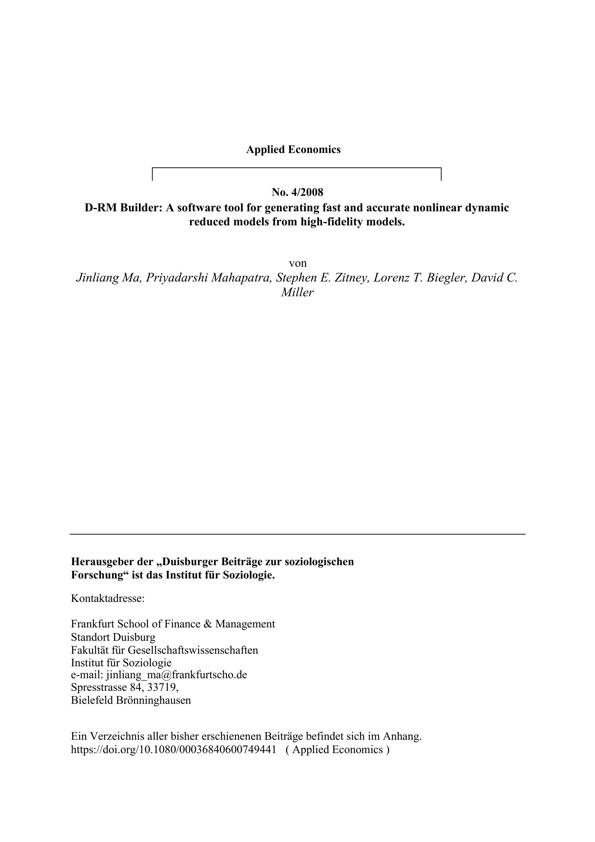 Applied Economics
No. 4/2008
D-RM Builder: A software tool for generating fast and accurate nonlinear dynamic
reduced models from high-fidelity models.
von
Jinliang Ma, Priyadarshi Mahapatra, Stephen E. Zitney, Lorenz T. Biegler, David C.
Miller
Herausgeber der „Duisburger Beiträge zur soziologischen
Forschung“ ist das Institut für Soziologie.
Kontaktadresse:
Frankfurt School of Finance & Management
Standort Duisburg
Fakultät für Gesellschaftswissenschaften
Institut für Soziologie
e-mail: jinliang_ma@frankfurtscho.de
Spresstrasse 84, 33719,
Bielefeld Brönninghausen
Ein Verzeichnis aller bisher erschienenen Beiträge befindet sich im Anhang.
https://doi.org/10.1080/00036840600749441 ( Applied Economics )